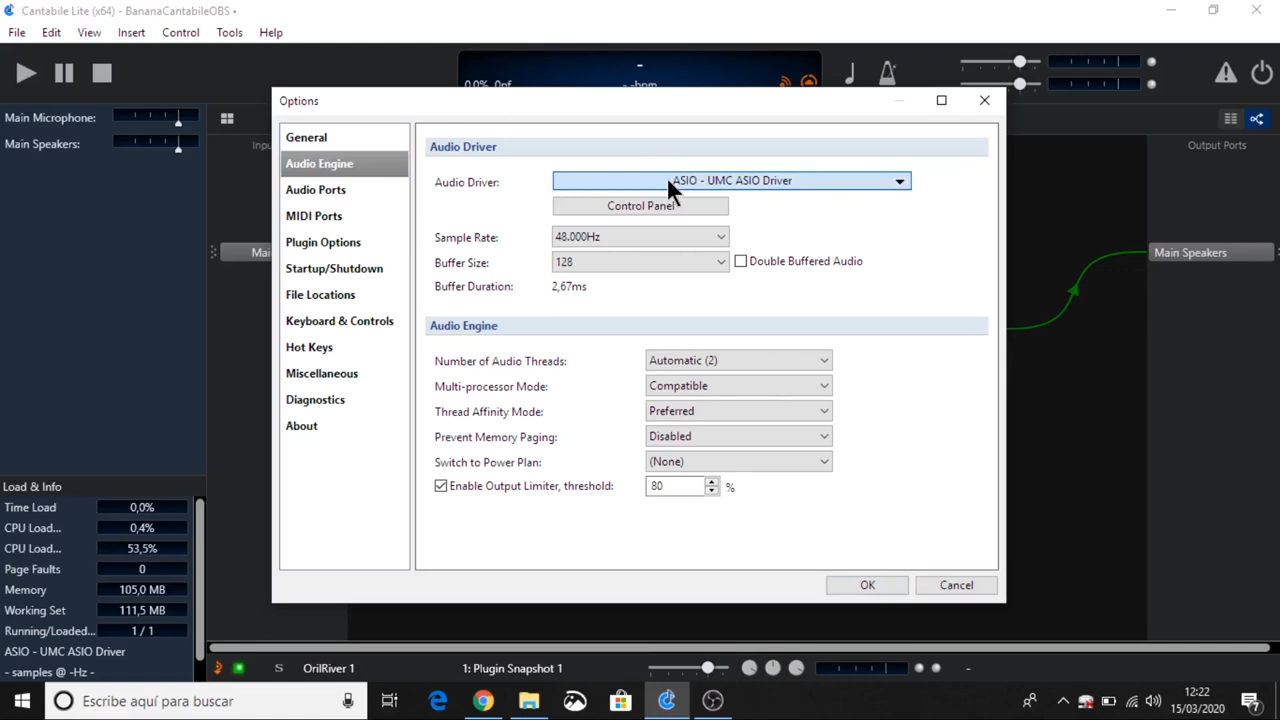 Cantabile Lite (x64) - BananaCantabileOBS •
File Edit View Insert Control Tools Help
-
0,0% 0pf - -bpm
Main Microphone:
Main Speakers:
Output Ports
Main Speakers
Options
General
Audio Engine
Audio Ports
MIDI Ports
Plugin Options
Startup/Shutdown
File Locations
Keyboard & Controls
Hot Keys
Miscellaneous
Diagnostics
About
Audio Driver
Audio Driver: ASIO - UMC ASIO Driver
Control Panel
Sample Rate: 48.000Hz
Buffer Size: 128 Double Buffered Audio
Buffer Duration: 2,67ms
Audio Engine
Number of Audio Threads: Automatic (2)
Multi-processor Mode: Compatible
Thread Affinity Mode: Preferred
Prevent Memory Paging: Disabled
Switch to Power Plan: (None)
Enable Output Limiter, threshold: 80 %
OK Cancel
Load & Info
Time Load 0,0%
CPU Load... 0,4%
CPU Load... 53,5%
Page Faults 0
Memory 105,0 MB
Working Set 111,5 MB
Running/Loaded... 1 / 1
ASIO - UMC ASIO Driver
- samples @ -Hz -
S OrilRiver 1 1: Plugin Snapshot 1 -
Escribe aquí para buscar
12:22
15/03/2020
7